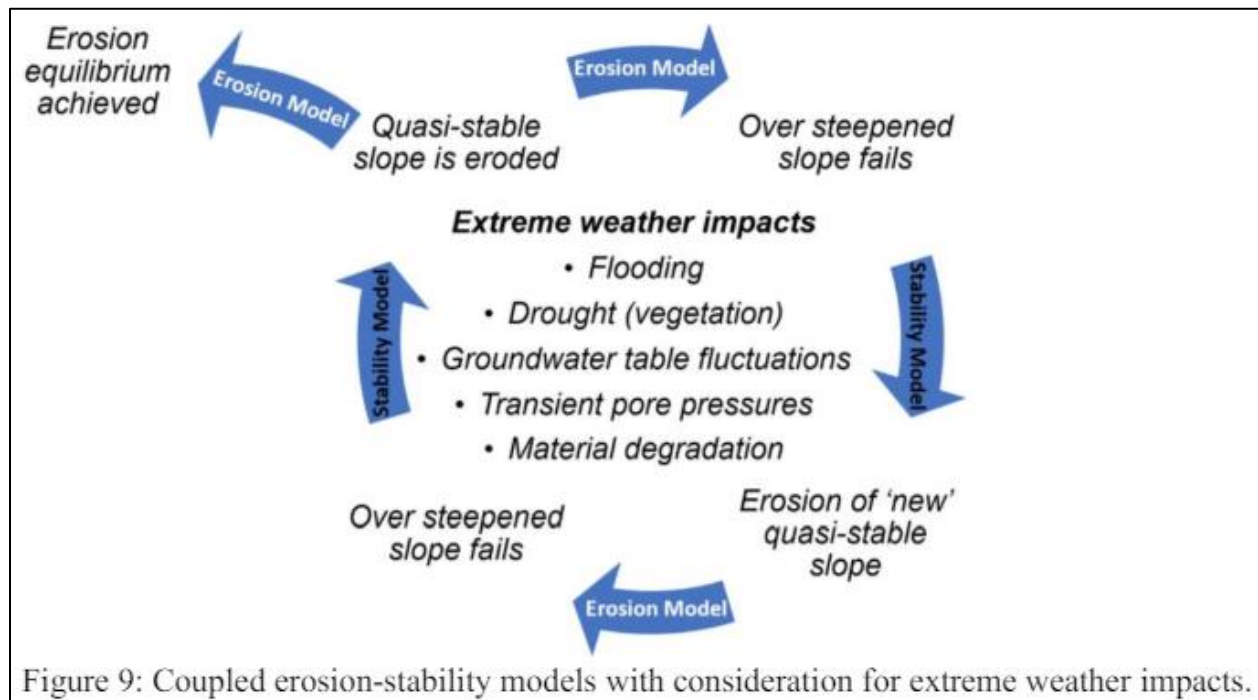 Erosion
equilibrium
achieved
Erosion Model
Quasi-stable
slope is eroded
Erosion Model
Over steepened
slope fails
Extreme weather impacts
• Flooding
• Drought (vegetation)
• Groundwater table fluctuations
• Transient pore pressures
• Material degradation
Stability Model
Erosion of ‘new’
quasi-stable
slope
Erosion Model
Over steepened
slope fails
Stability Model
Figure 9: Coupled erosion-stability models with consideration for extreme weather impacts.